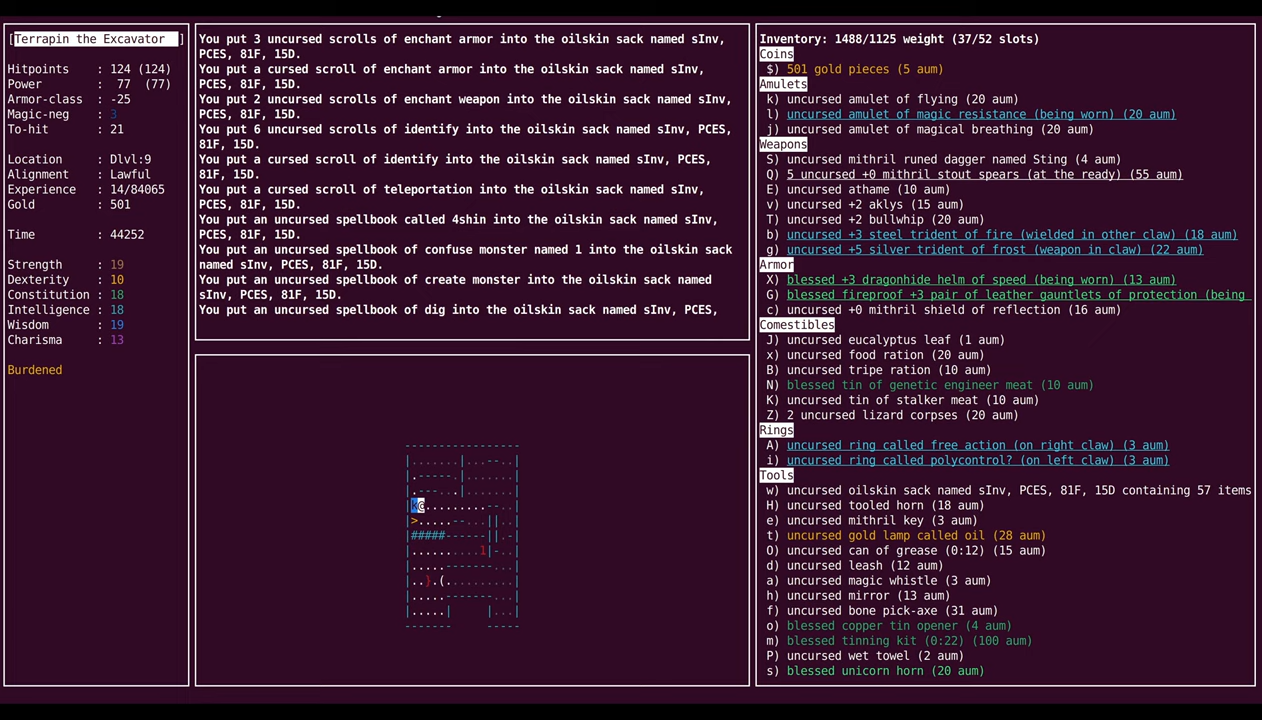 [Terrapin the Excavator ]
Hitpoints : 124 (124)
Power : 77 (77)
Armor-class : -25
Magic-neg : 3
To-hit : 21
Location : Dlvl:9
Alignment : Lawful
Experience : 14/84065
Gold : 501
Time : 44252
Strength : 19
Dexterity : 10
Constitution : 18
Intelligence : 18
Wisdom : 19
Charisma : 13
Burdened
You put 3 uncursed scrolls of enchant armor into the oilskin sack named sInv,
PCES, 81F, 15D.
You put a cursed scroll of enchant armor into the oilskin sack named sInv,
PCES, 81F, 15D.
You put 2 uncursed scrolls of enchant weapon into the oilskin sack named sInv,
PCES, 81F, 15D.
You put 6 uncursed scrolls of identify into the oilskin sack named sInv, PCES,
81F, 15D.
You put a cursed scroll of identify into the oilskin sack named sInv, PCES,
81F, 15D.
You put a cursed scroll of teleportation into the oilskin sack named sInv,
PCES, 81F, 15D.
You put an uncursed spellbook called 4shin into the oilskin sack named sInv,
PCES, 81F, 15D.
You put an uncursed spellbook of confuse monster named 1 into the oilskin sack
named sInv, PCES, 81F, 15D.
You put an uncursed spellbook of create monster into the oilskin sack named
sInv, PCES, 81F, 15D.
You put an uncursed spellbook of dig into the oilskin sack named sInv, PCES,
Inventory: 1488/1125 weight (37/52 slots)
Coins
$) 501 gold pieces (5 aum)
Amulets
k) uncursed amulet of flying (20 aum)
l) uncursed amulet of magic resistance (being worn) (20 aum)
j) uncursed amulet of magical breathing (20 aum)
Weapons
S) uncursed mithril runed dagger named Sting (4 aum)
Q) 5 uncursed +0 mithril stout spears (at the ready) (55 aum)
E) uncursed athame (10 aum)
v) uncursed +2 aklys (15 aum)
T) uncursed +2 bullwhip (20 aum)
b) uncursed +3 steel trident of fire (wielded in other claw) (18 aum)
g) uncursed +5 silver trident of frost (weapon in claw) (22 aum)
Armor
X) blessed +3 dragonhide helm of speed (being worn) (13 aum)
G) blessed fireproof +3 pair of leather gauntlets of protection (being
c) uncursed +0 mithril shield of reflection (16 aum)
Comestibles
J) uncursed eucalyptus leaf (1 aum)
x) uncursed food ration (20 aum)
B) uncursed tripe ration (10 aum)
N) blessed tin of genetic engineer meat (10 aum)
K) uncursed tin of stalker meat (10 aum)
Z) 2 uncursed lizard corpses (20 aum)
Rings
A) uncursed ring called free action (on right claw) (3 aum)
i) uncursed ring called polycontrol? (on left claw) (3 aum)
Tools
w) uncursed oilskin sack named sInv, PCES, 81F, 15D containing 57 items
H) uncursed tooled horn (18 aum)
e) uncursed mithril key (3 aum)
t) uncursed gold lamp called oil (28 aum)
O) uncursed can of grease (0:12) (15 aum)
d) uncursed leash (12 aum)
a) uncursed magic whistle (3 aum)
h) uncursed mirror (13 aum)
f) uncursed bone pick-axe (31 aum)
o) blessed copper tin opener (4 aum)
m) blessed tinning kit (0:22) (100 aum)
P) uncursed wet towel (2 aum)
s) blessed unicorn horn (20 aum)